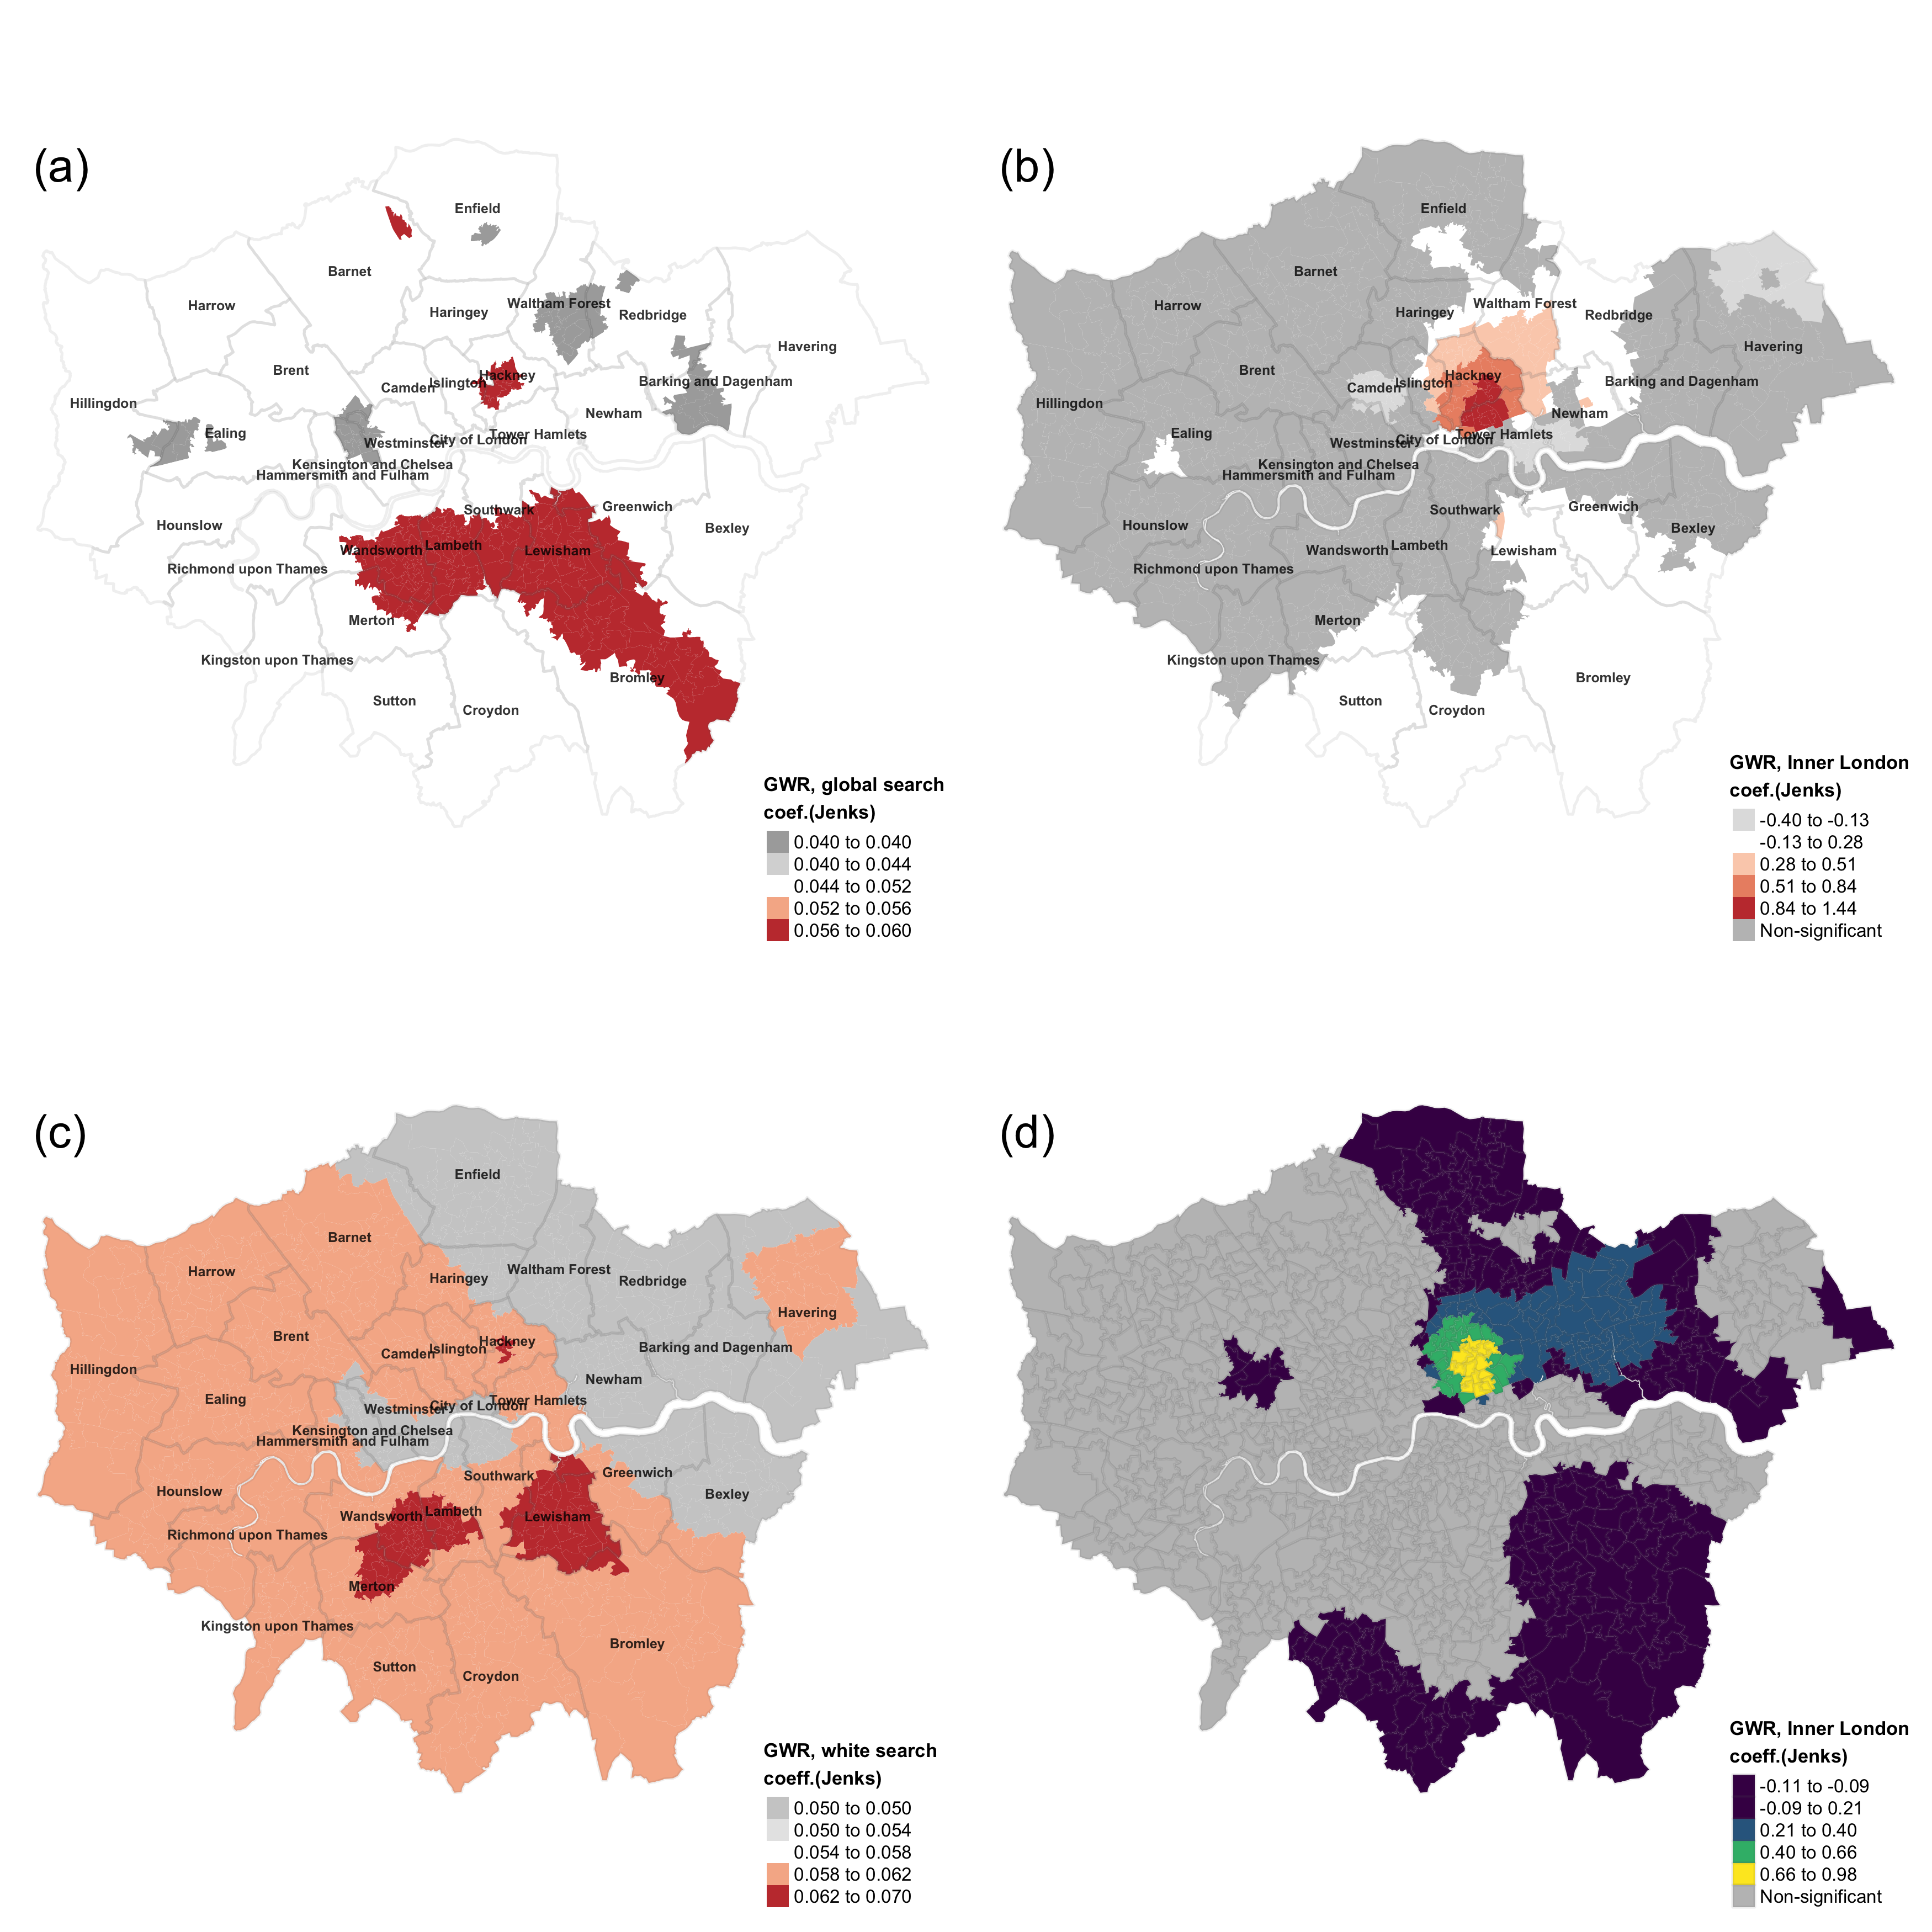 (a)
Enfield
Barnet
Harrow
Haringey
Waltham Forest
Redbridge
Havering
Brent
Camden
Islington
Hackney
Barking and Dagenham
Hillingdon
Newham
Ealing
Westminster
City of London
Tower Hamlets
Kensington and Chelsea
Hammersmith and Fulham
Southwark
Greenwich
Hounslow
Bexley
Wandsworth
Lambeth
Lewisham
Richmond upon Thames
Merton
Kingston upon Thames
Bromley
Sutton
Croydon
GWR, global search
coef.(Jenks)
0.040 to 0.040
0.040 to 0.044
0.044 to 0.052
0.052 to 0.056
0.056 to 0.060
(b)
Enfield
Barnet
Harrow
Haringey
Waltham Forest
Redbridge
Havering
Brent
Camden
Islington
Hackney
Barking and Dagenham
Hillingdon
Newham
Ealing
Westminster
City of London
Tower Hamlets
Kensington and Chelsea
Hammersmith and Fulham
Southwark
Greenwich
Hounslow
Bexley
Wandsworth
Lambeth
Lewisham
Richmond upon Thames
Merton
Kingston upon Thames
Bromley
Sutton
Croydon
GWR, Inner London
coef.(Jenks)
-0.40 to -0.13
-0.13 to 0.28
0.28 to 0.51
0.51 to 0.84
0.84 to 1.44
Non-significant
(c)
Enfield
Barnet
Harrow
Haringey
Waltham Forest
Redbridge
Havering
Brent
Camden
Islington
Hackney
Barking and Dagenham
Hillingdon
Newham
Ealing
Westminster
City of London
Tower Hamlets
Kensington and Chelsea
Hammersmith and Fulham
Southwark
Greenwich
Hounslow
Bexley
Wandsworth
Lambeth
Lewisham
Richmond upon Thames
Merton
Kingston upon Thames
Bromley
Sutton
Croydon
GWR, white search
coeff.(Jenks)
0.050 to 0.050
0.050 to 0.054
0.054 to 0.058
0.058 to 0.062
0.062 to 0.070
(d)
GWR, Inner London
coeff.(Jenks)
-0.11 to -0.09
-0.09 to 0.21
0.21 to 0.40
0.40 to 0.66
0.66 to 0.98
Non-significant